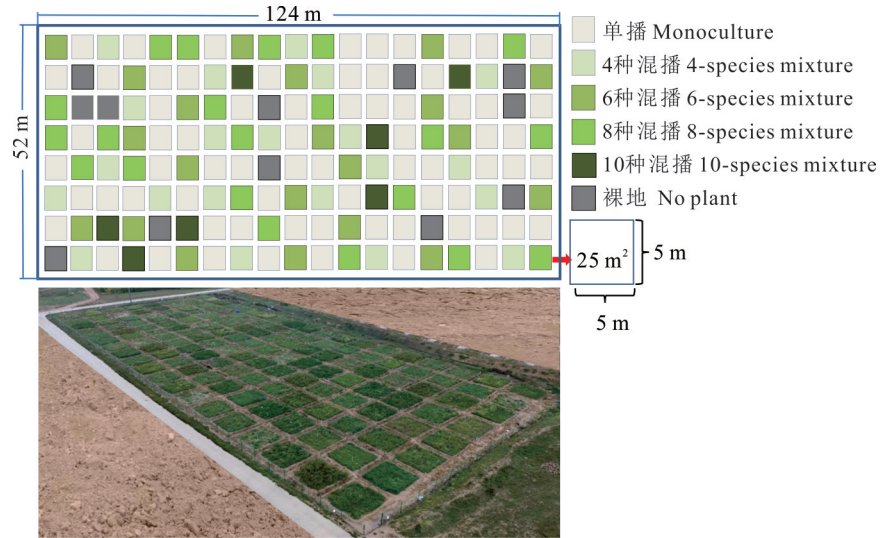 124 m
52 m
单播 Monoculture
4种混播 4-species mixture
6种混播 6-species mixture
8种混播 8-species mixture
10种混播 10-species mixture
裸地 No plant
25 m²
5 m
5 m